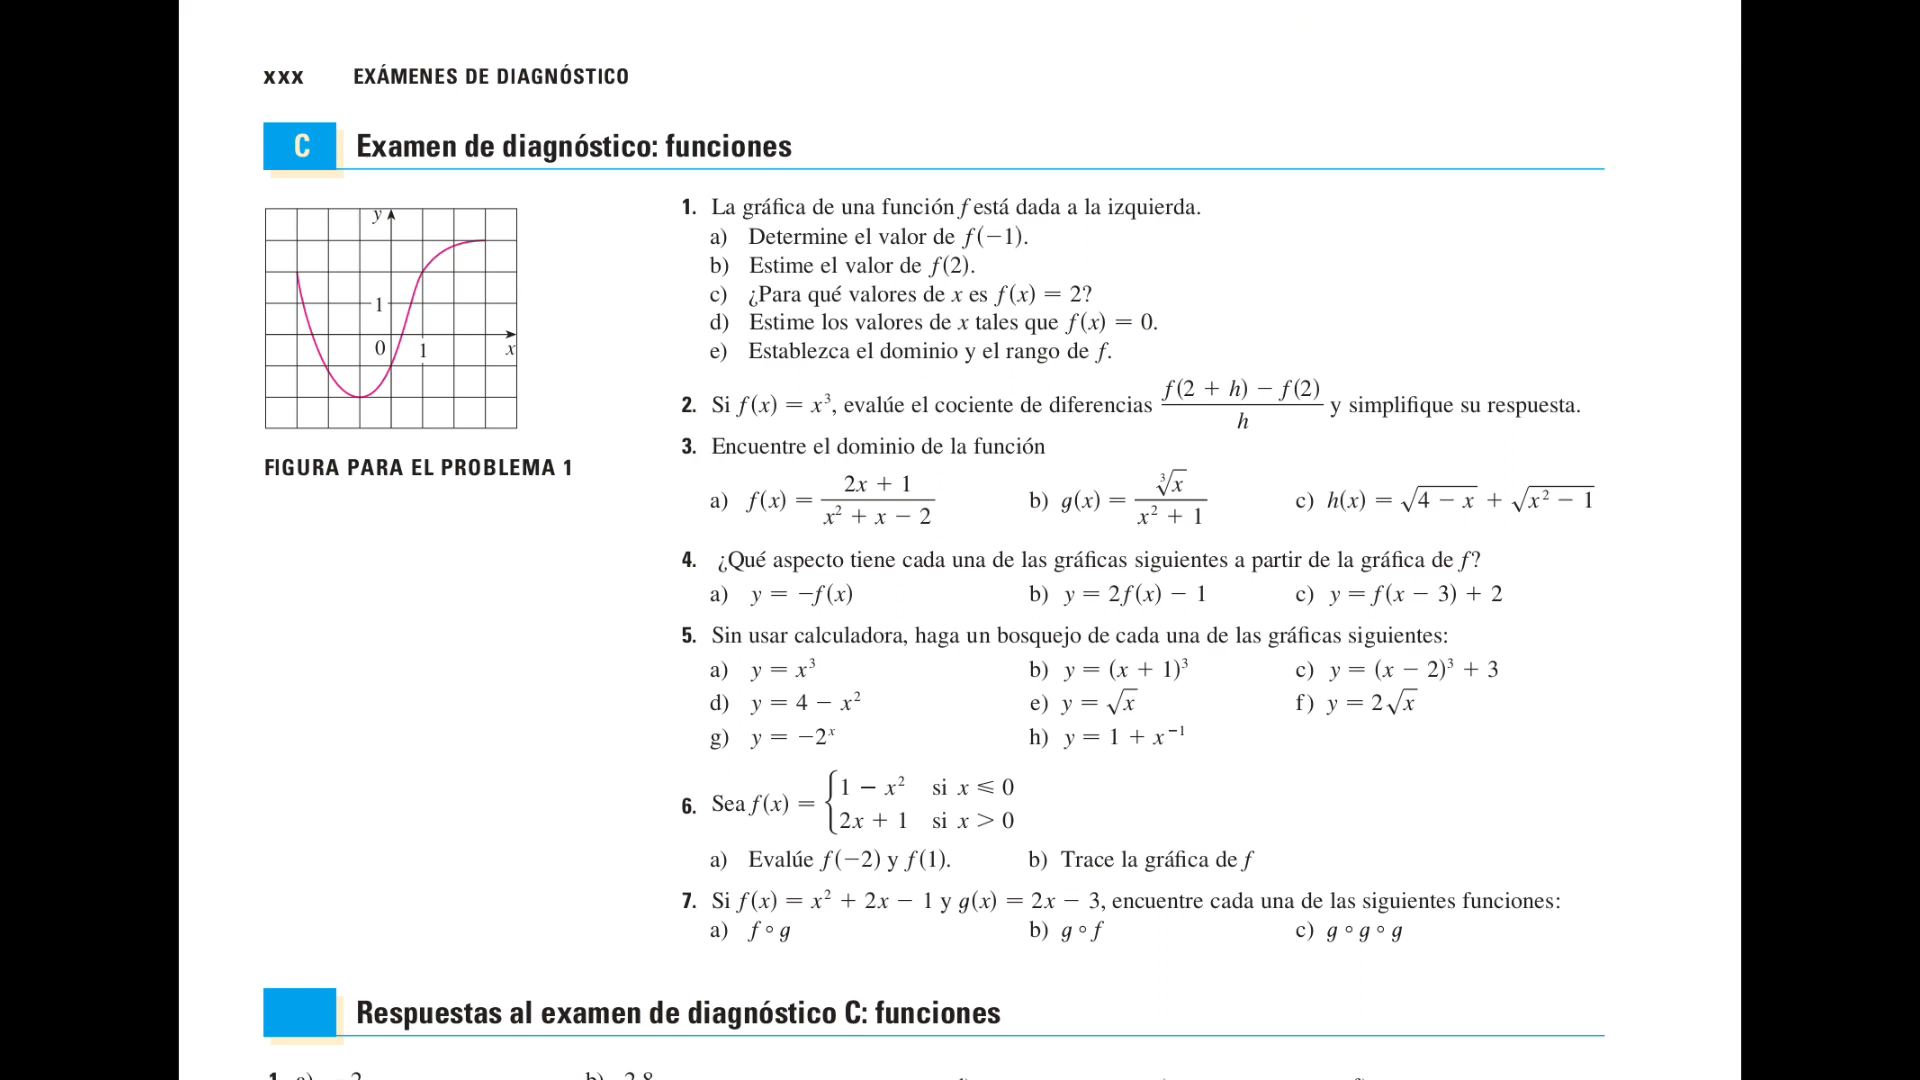 xxx EXÁMENES DE DIAGNÓSTICO
C Examen de diagnóstico: funciones
y
1
0
1
x
FIGURA PARA EL PROBLEMA 1
1. La gráfica de una función f está dada a la izquierda.
a) Determine el valor de f(−1).
b) Estime el valor de f(2).
c) ¿Para qué valores de x es f(x) = 2?
d) Estime los valores de x tales que f(x) = 0.
e) Establezca el dominio y el rango de f.
2. Si f(x) = x³, evalúe el cociente de diferencias (f(2 + h) − f(2))/h y simplifique su respuesta.
3. Encuentre el dominio de la función
a) f(x) = (2x + 1)/(x² + x − 2) b) g(x) = ∛x/(x² + 1) c) h(x) = √(4 − x) + √(x² − 1)
4. ¿Qué aspecto tiene cada una de las gráficas siguientes a partir de la gráfica de f?
a) y = −f(x) b) y = 2f(x) − 1 c) y = f(x − 3) + 2
5. Sin usar calculadora, haga un bosquejo de cada una de las gráficas siguientes:
a) y = x³ b) y = (x + 1)³ c) y = (x − 2)³ + 3
d) y = 4 − x² e) y = √x f) y = 2√x
g) y = −2ˣ h) y = 1 + x⁻¹
6. Sea f(x) = { 1 − x² si x ⩽ 0
2x + 1 si x > 0
a) Evalúe f(−2) y f(1). b) Trace la gráfica de f
7. Si f(x) = x² + 2x − 1 y g(x) = 2x − 3, encuentre cada una de las siguientes funciones:
a) f ∘ g b) g ∘ f c) g ∘ g ∘ g
Respuestas al examen de diagnóstico C: funciones